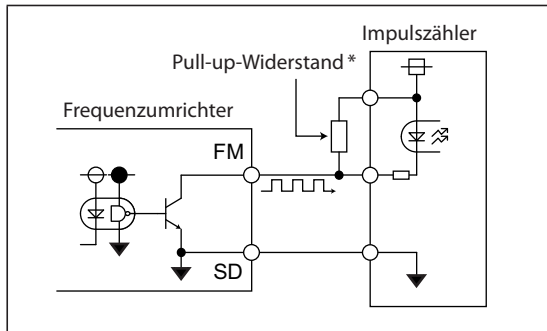 Impulszähler
Pull-up-Widerstand *
Frequenzumrichter
FM
SD